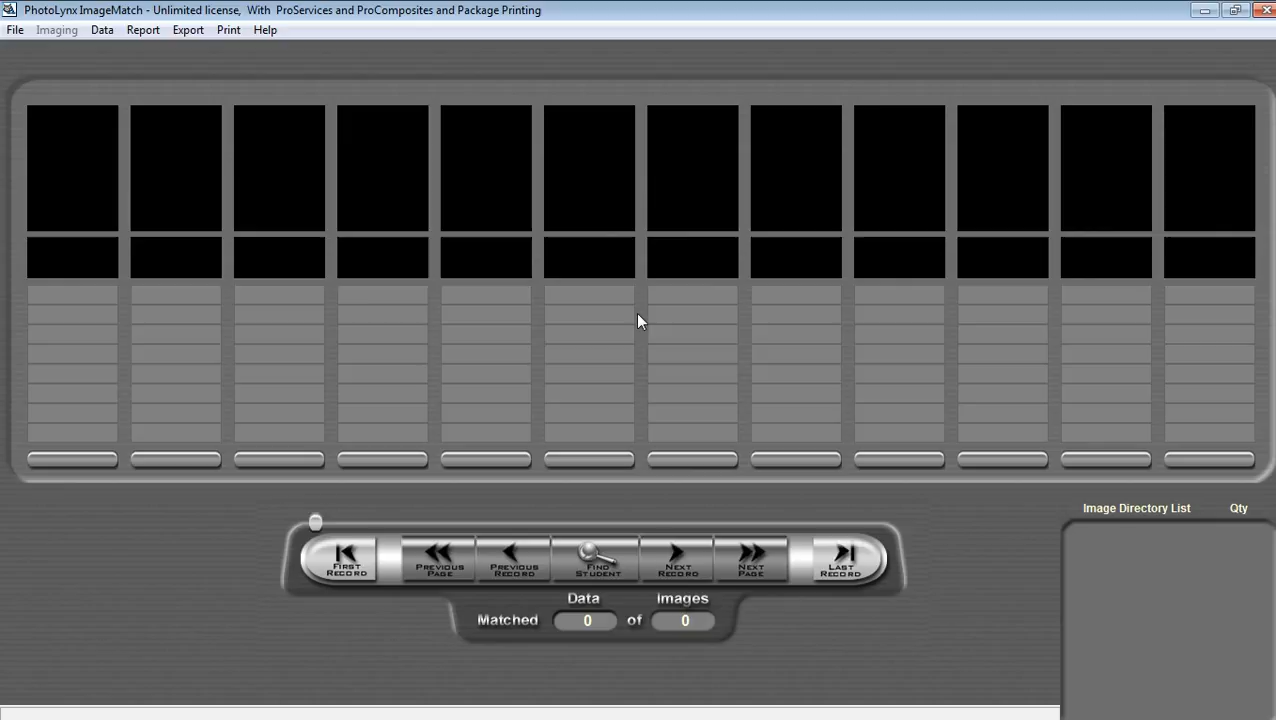 PhotoLynx ImageMatch - Unlimited license,  With  ProServices and ProComposites and Package Printing
File Imaging Data Report Export Print Help
Image Directory List Qty
FIRST RECORD
PREVIOUS PAGE
PREVIOUS RECORD
FIND STUDENT
NEXT RECORD
NEXT PAGE
LAST RECORD
Data Images
Matched 0 of 0